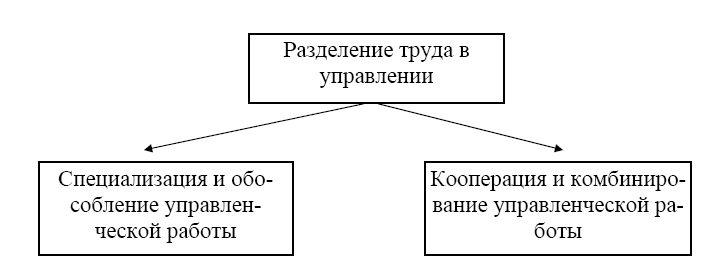 Разделение труда в
управлении
Специализация и обо-
собление управлен-
ческой работы
Кооперация и комбиниро-
вание управленческой ра-
боты